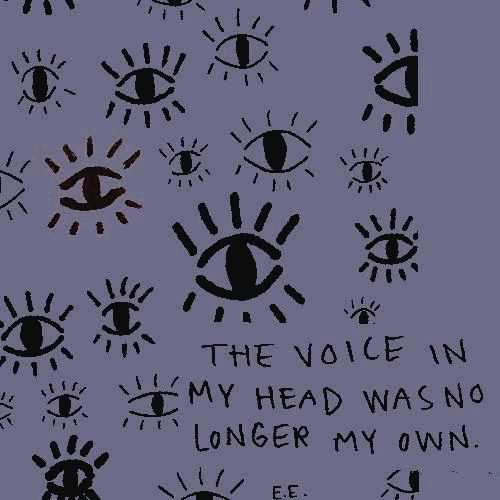 THE VOICE IN
MY HEAD WAS NO
LONGER MY OWN.
E.E.